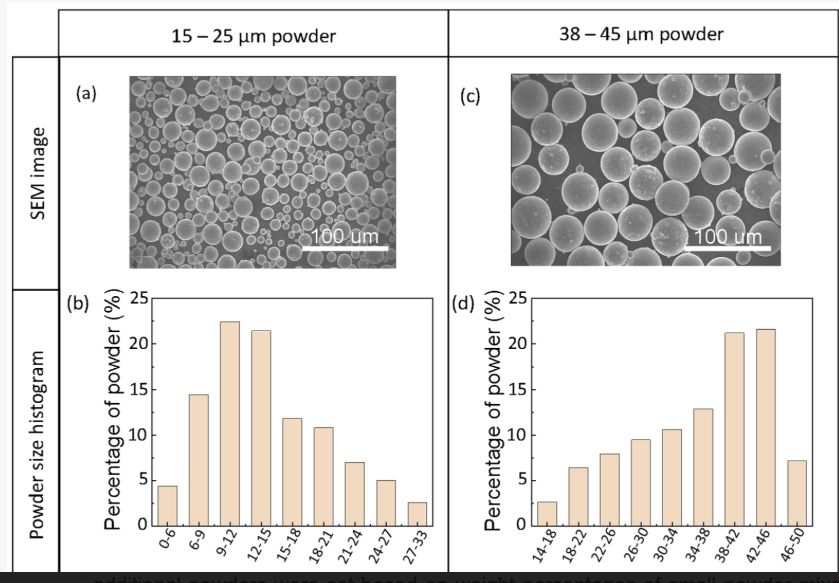 15 – 25 μm powder
38 – 45 μm powder
SEM image
(a)
100 um
(c)
100 um
Powder size histogram
(b)
Percentage of powder (%)
25
20
15
10
5
0
0-6
6-9
9-12
12-15
15-18
18-21
21-24
24-27
27-33
(d)
Percentage of powder (%)
25
20
15
10
5
0
14-18
18-22
22-26
26-30
30-34
34-38
38-42
42-46
46-50